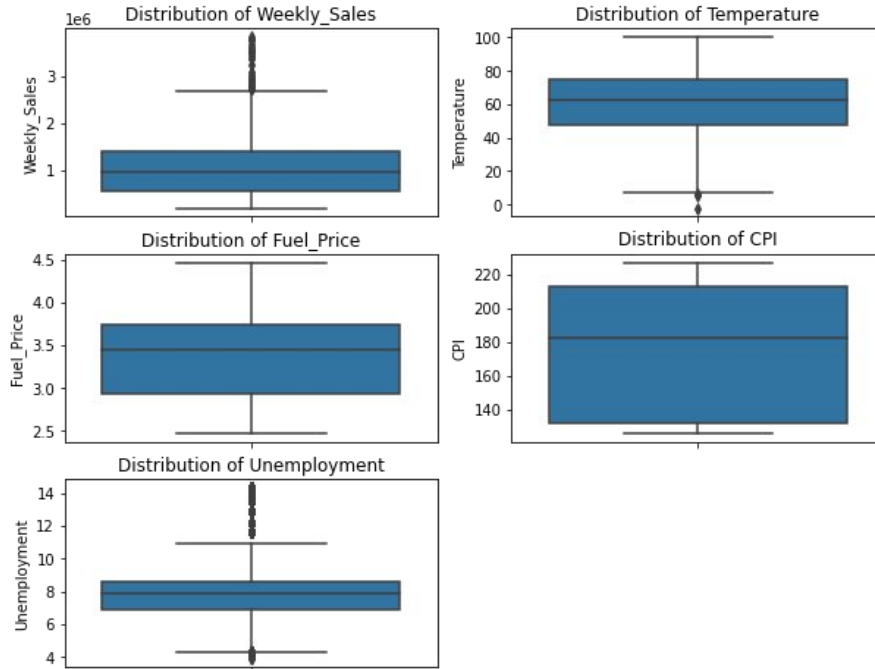 Distribution of Weekly_Sales
1e6
3
2
1
Weekly_Sales
Distribution of Temperature
100
80
60
40
20
0
Temperature
Distribution of Fuel_Price
4.5
4.0
3.5
3.0
2.5
Fuel_Price
Distribution of CPI
220
200
180
160
140
CPI
Distribution of Unemployment
14
12
10
8
6
4
Unemployment